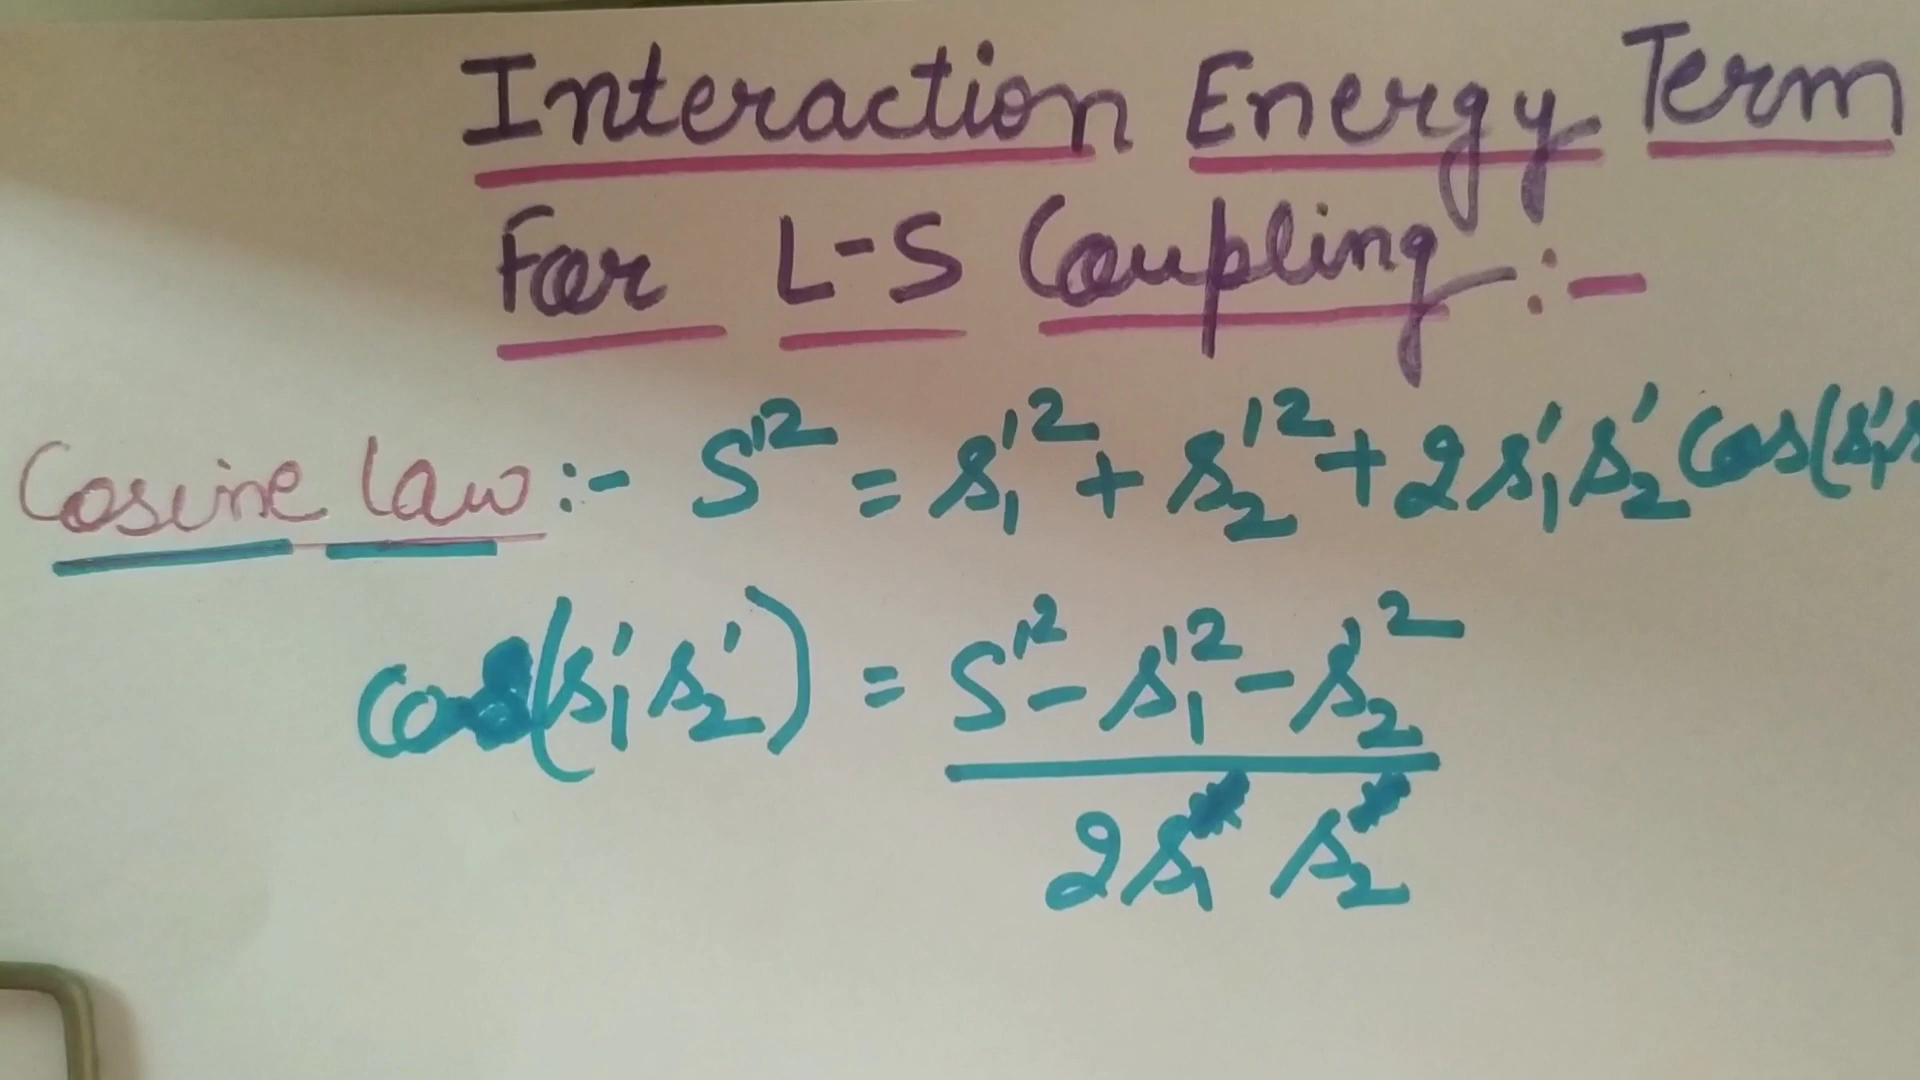 Interaction Energy Term
For L-S Coupling :-
Cosine law :- S'² = s₁'² + s₂'² + 2s₁'s₂' Cos(s₁'s
cos(s₁' s₂') = S'² - s₁'² - s₂'²
2s₁* s₂*